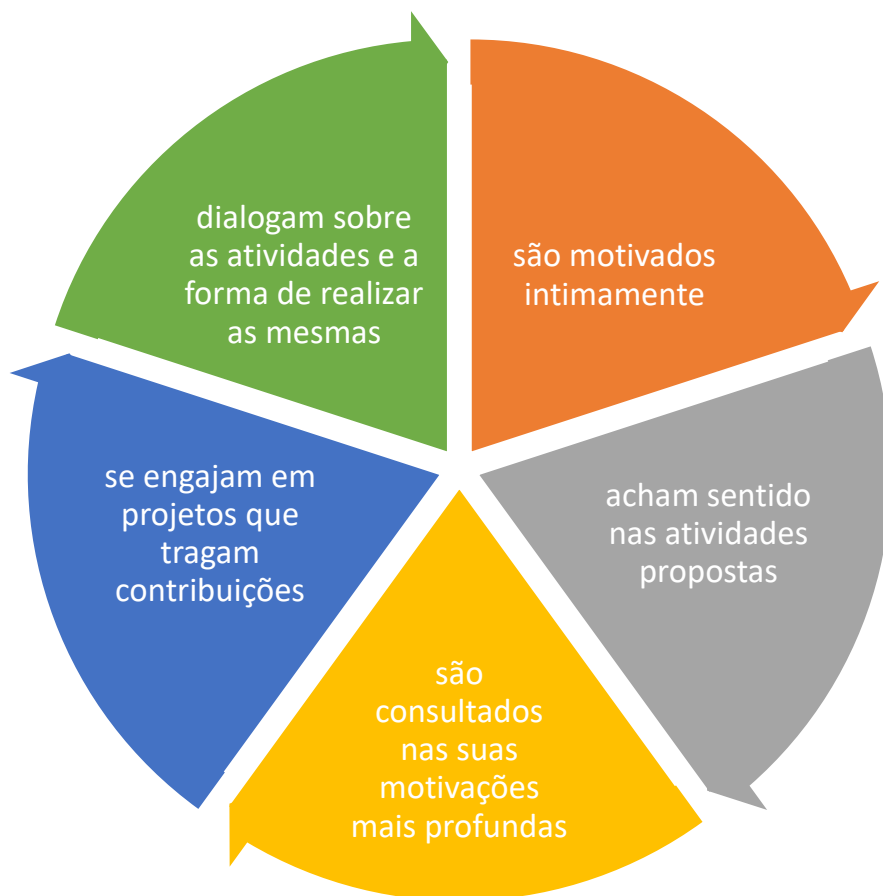 dialogam sobre
as atividades e a
forma de realizar
as mesmas
são motivados
intimamente
se engajam em
projetos que
tragam
contribuições
acham sentido
nas atividades
propostas
são
consultados
nas suas
motivações
mais profundas